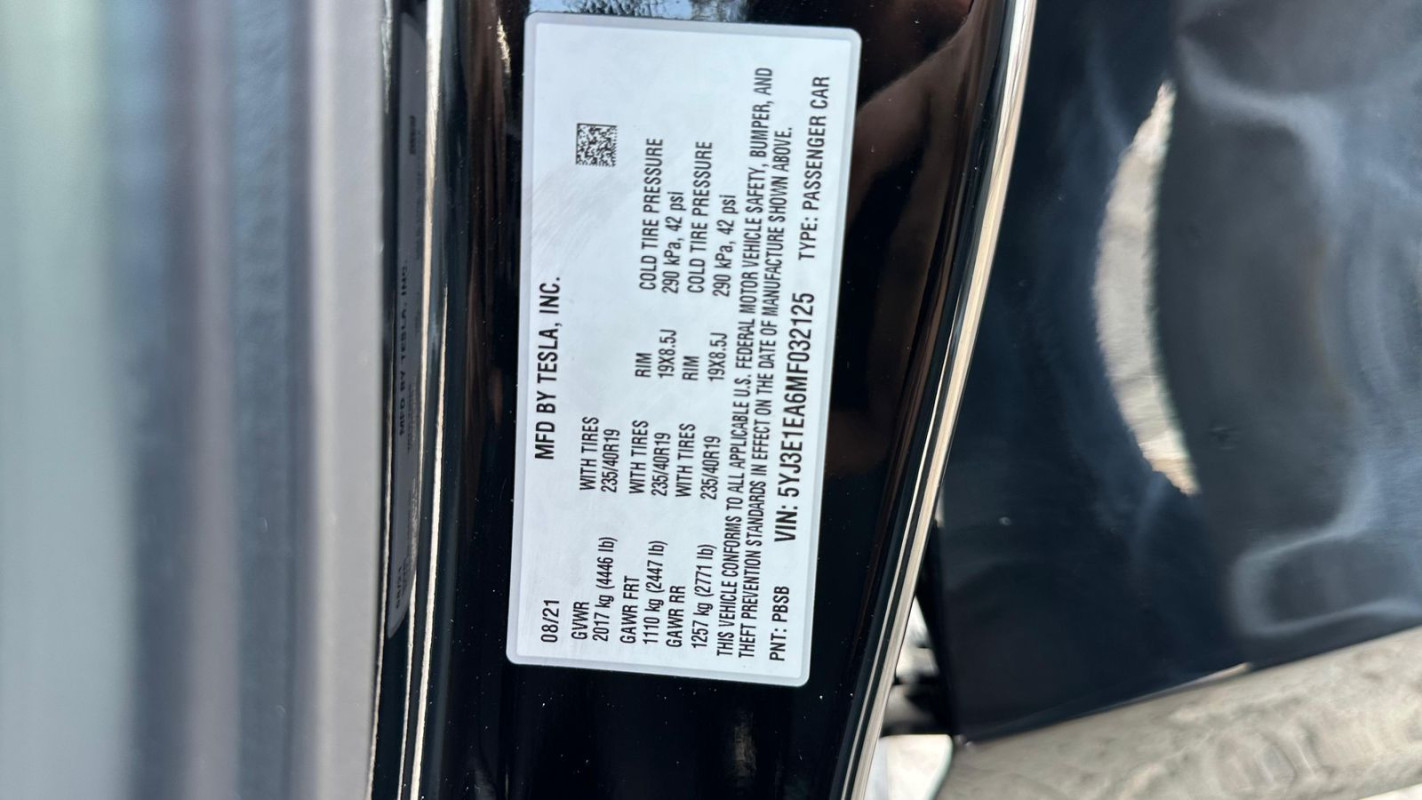 MFD BY TESLA, INC.
08/21
GVWR
2017 kg (4446 lb)
WITH TIRES
235/40R19
GAWR FRT
1110 kg (2447 lb)
WITH TIRES
235/40R19
RIM
19X8.5J
COLD TIRE PRESSURE
290 kPa, 42 psi
GAWR RR
1257 kg (2771 lb)
WITH TIRES
235/40R19
RIM
19X8.5J
COLD TIRE PRESSURE
290 kPa, 42 psi
THIS VEHICLE CONFORMS TO ALL APPLICABLE U.S. FEDERAL MOTOR VEHICLE SAFETY, BUMPER, AND
THEFT PREVENTION STANDARDS IN EFFECT ON THE DATE OF MANUFACTURE SHOWN ABOVE.
PNT: PBSB VIN: 5YJ3E1EA6MF032125 TYPE: PASSENGER CAR
MFD BY TESLA, INC.